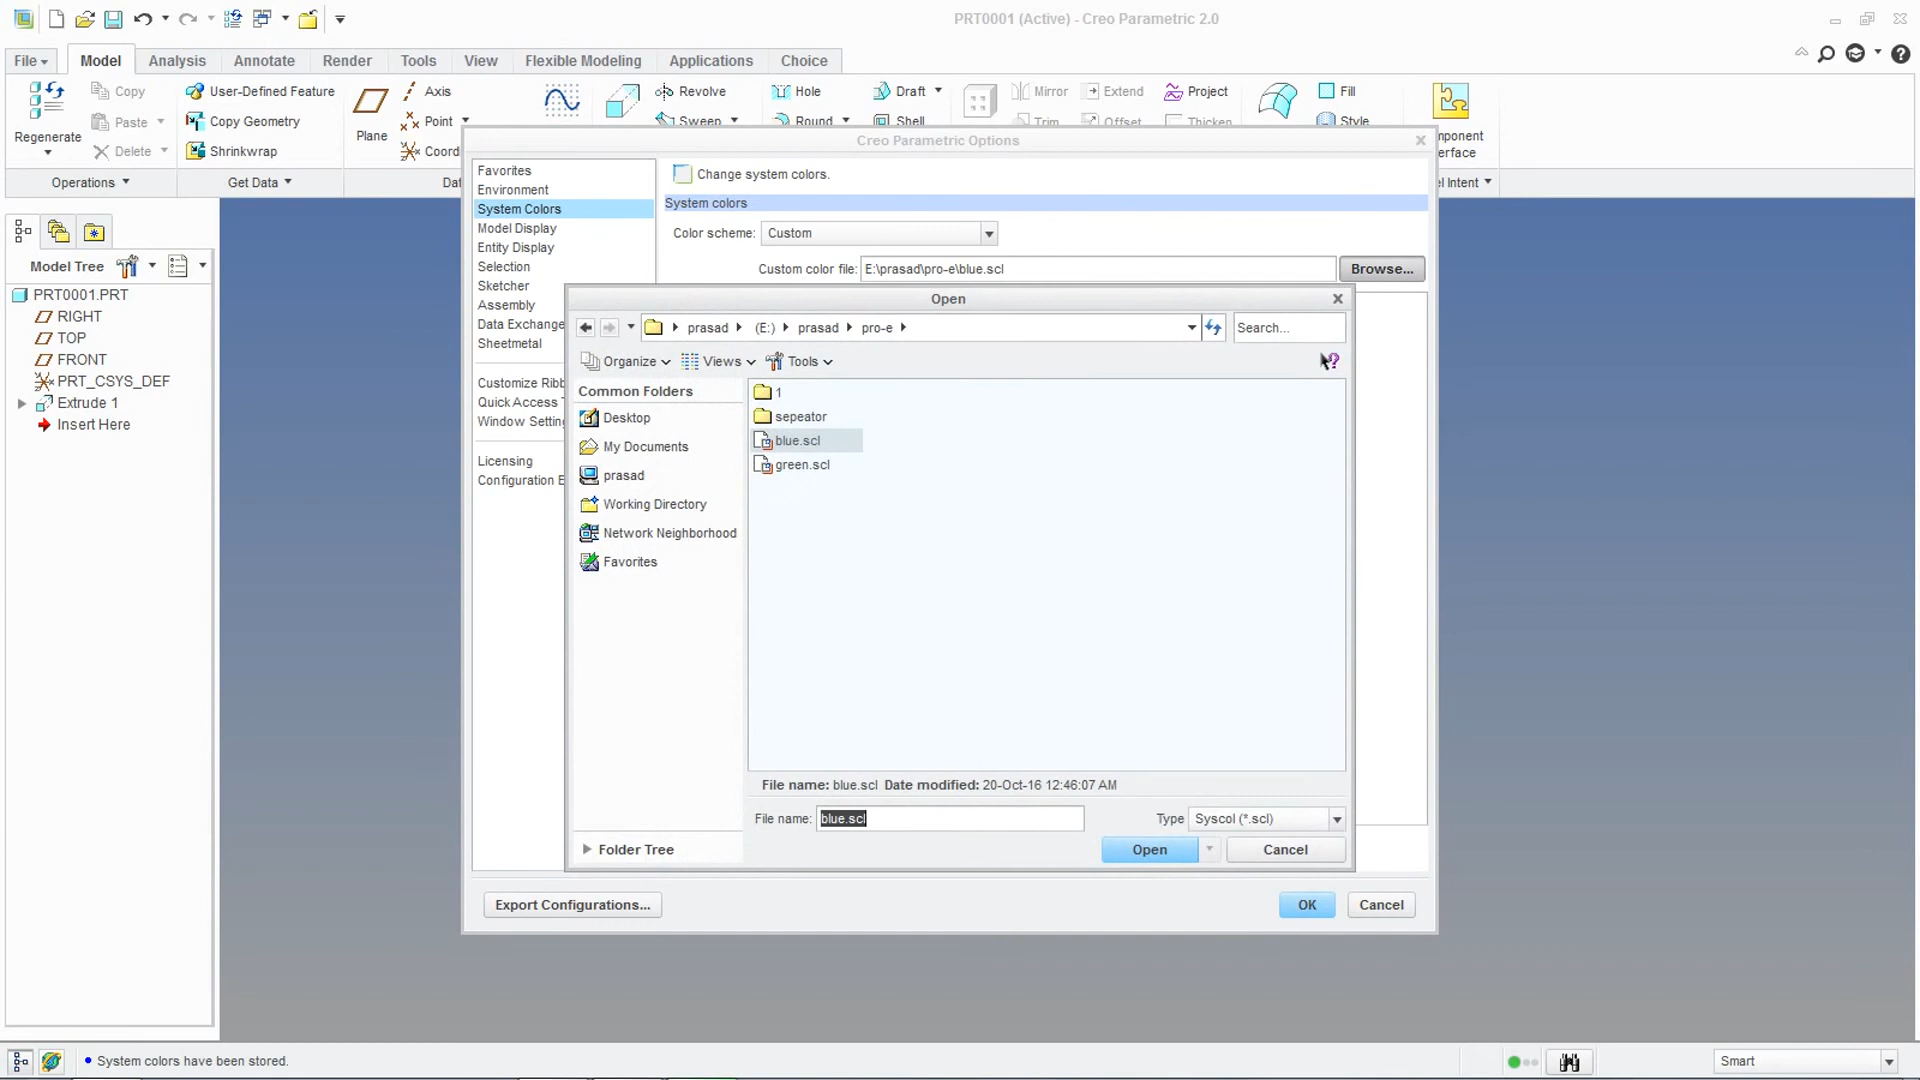 PRT0001 (Active) - Creo Parametric 2.0
File Model Analysis Annotate Render Tools View Flexible Modeling Applications Choice
Regenerate
Copy
Paste
Delete
User-Defined Feature
Copy Geometry
Shrinkwrap
Plane
Axis
Point
Coord
Revolve
Sweep
Hole
Round
Draft
Shell
Mirror
Trim
Extend
Offset
Project
Thicken
Fill
Style
ponent
erface
Operations
Get Data
Dat
el Intent
Model Tree
PRT0001.PRT
RIGHT
TOP
FRONT
PRT_CSYS_DEF
Extrude 1
Insert Here
Creo Parametric Options
Favorites
Environment
System Colors
Model Display
Entity Display
Selection
Sketcher
Assembly
Data Exchange
Sheetmetal
Customize Ribb
Quick Access T
Window Setting
Licensing
Configuration E
Change system colors.
System colors
Color scheme: Custom
Custom color file: E:\prasad\pro-e\blue.scl Browse...
Open
prasad (E:) prasad pro-e Search...
Organize Views Tools
Common Folders
Desktop
My Documents
prasad
Working Directory
Network Neighborhood
Favorites
Folder Tree
1
sepeator
blue.scl
green.scl
File name: blue.scl Date modified: 20-Oct-16 12:46:07 AM
File name: blue.scl Type Syscol (*.scl)
Open Cancel
Export Configurations... OK Cancel
System colors have been stored.
Smart